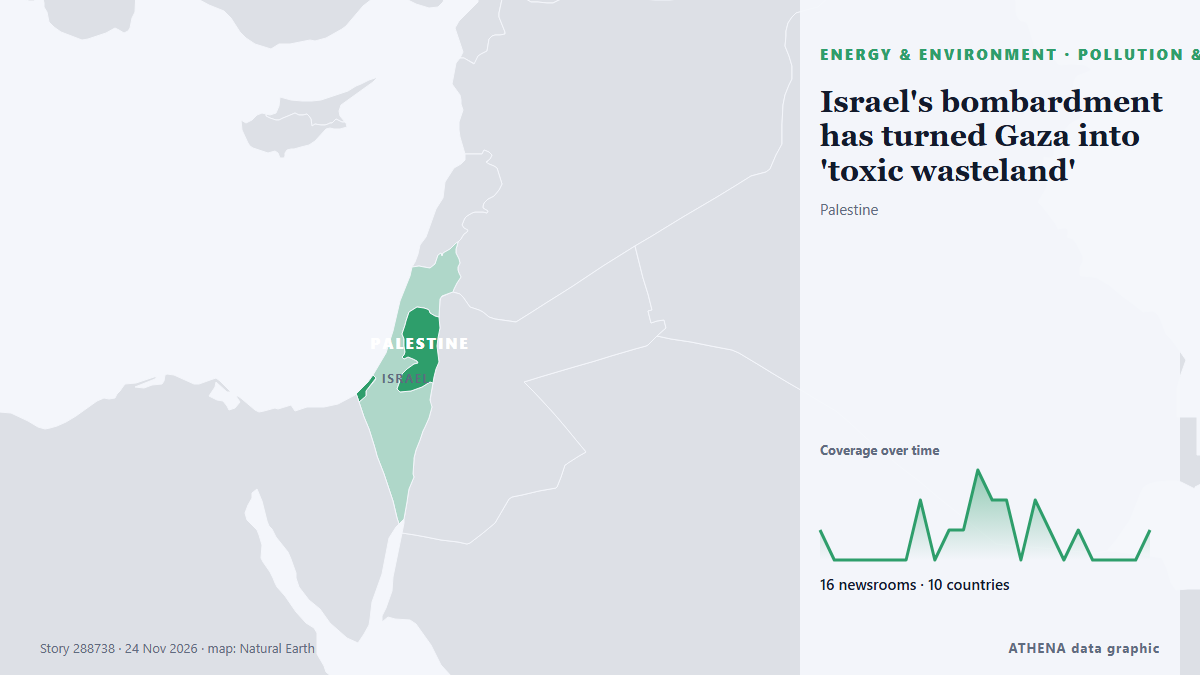 ENERGY & ENVIRONMENT · POLLUTION &
Israel's bombardment
has turned Gaza into
'toxic wasteland'
Palestine
PALESTINE
ISRAEL
Coverage over time
16 newsrooms · 10 countries
Story 288738 · 24 Nov 2026 · map: Natural Earth
ATHENA data graphic